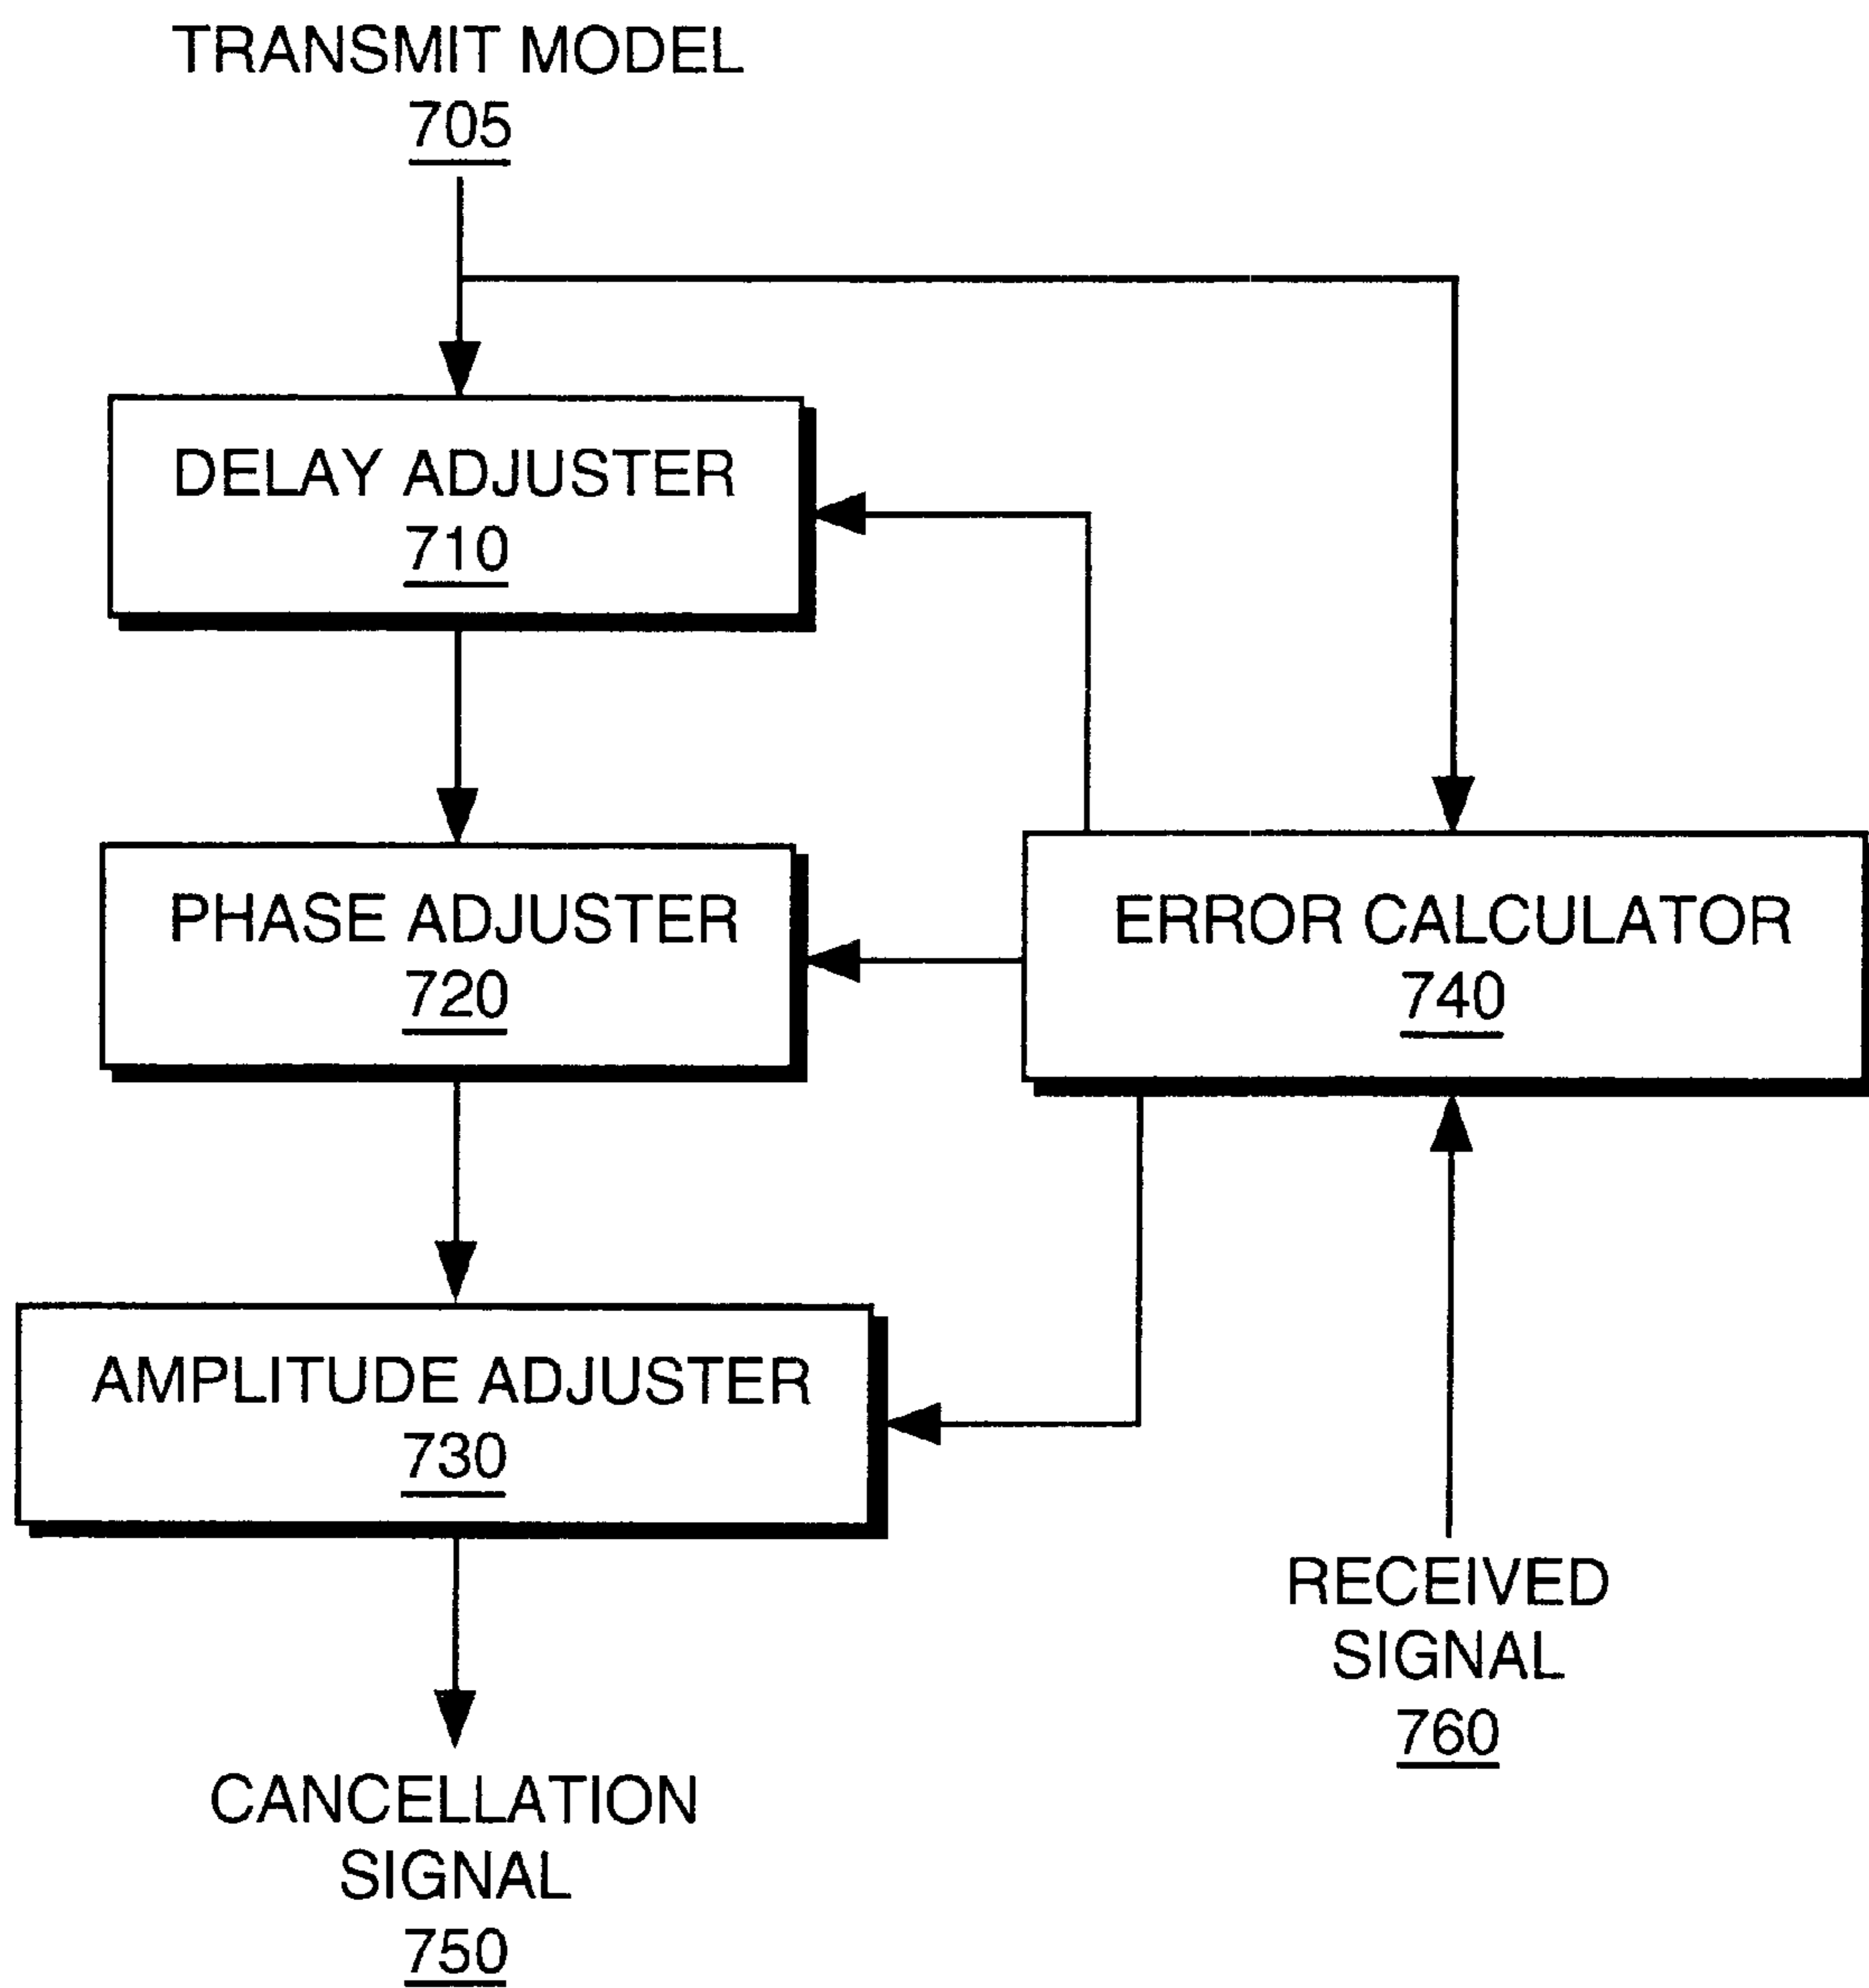 TRANSMIT MODEL
705
DELAY ADJUSTER
710
PHASE ADJUSTER
720
ERROR CALCULATOR
740
AMPLITUDE ADJUSTER
730
RECEIVED
SIGNAL
760
CANCELLATION
SIGNAL
750